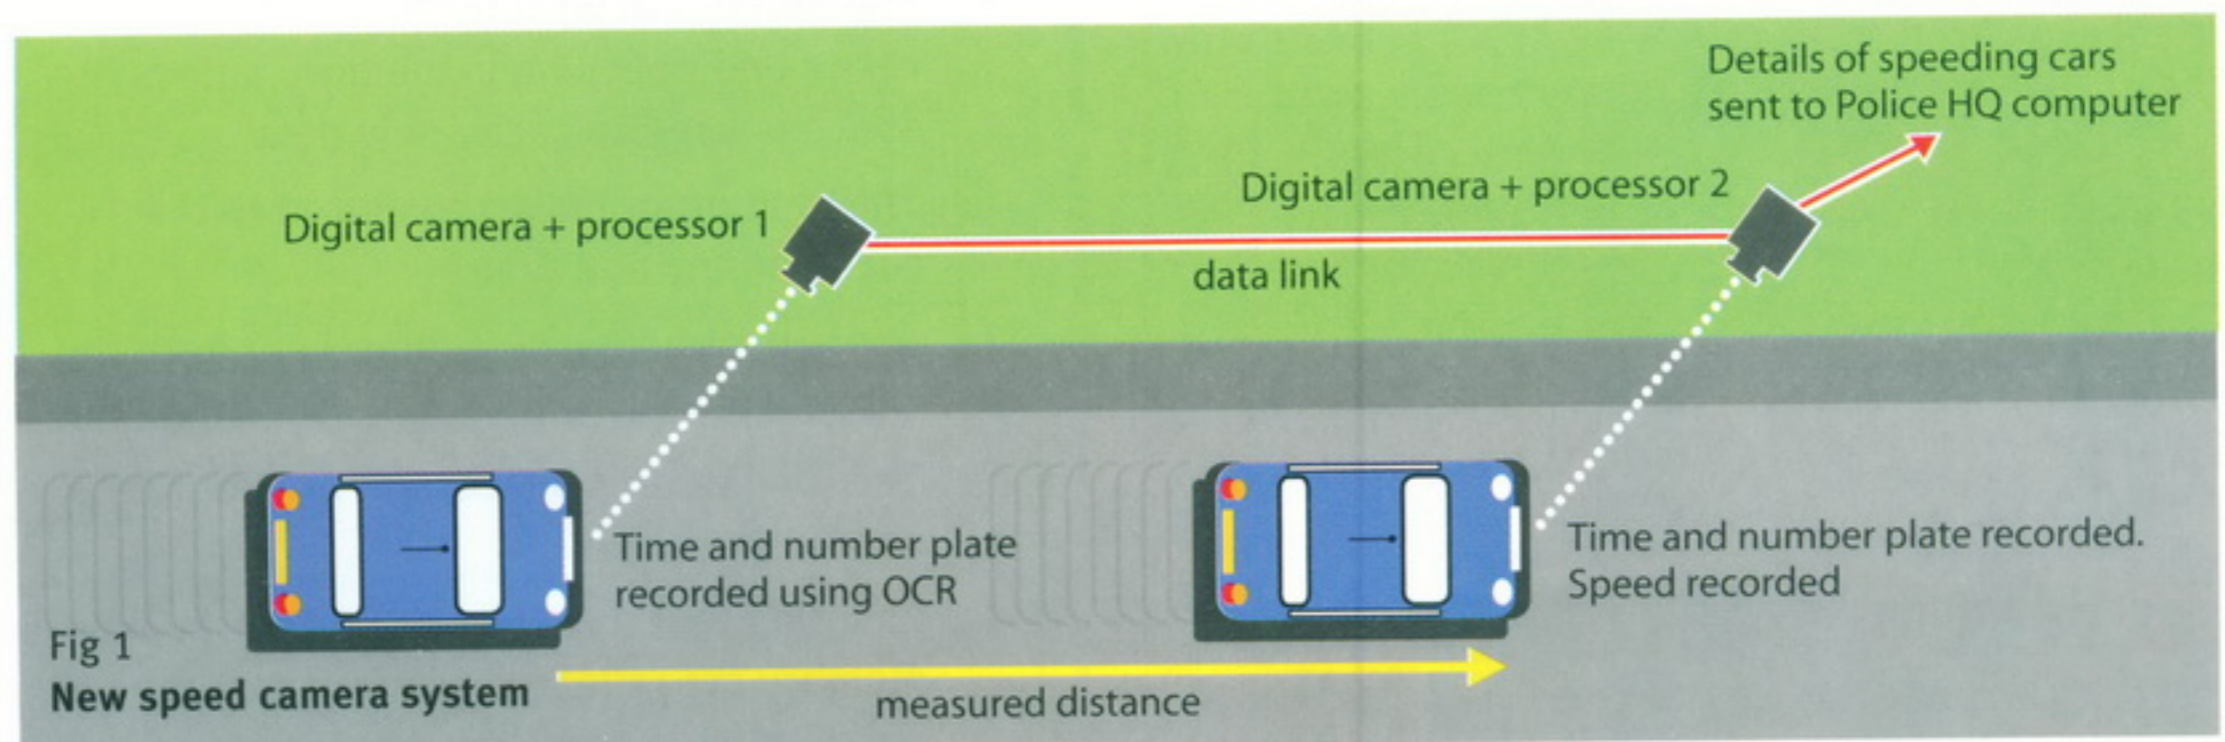 Details of speeding cars
sent to Police HQ computer
Digital camera + processor 1
Digital camera + processor 2
data link
Time and number plate
recorded using OCR
Time and number plate recorded.
Speed recorded
Fig 1
New speed camera system
measured distance